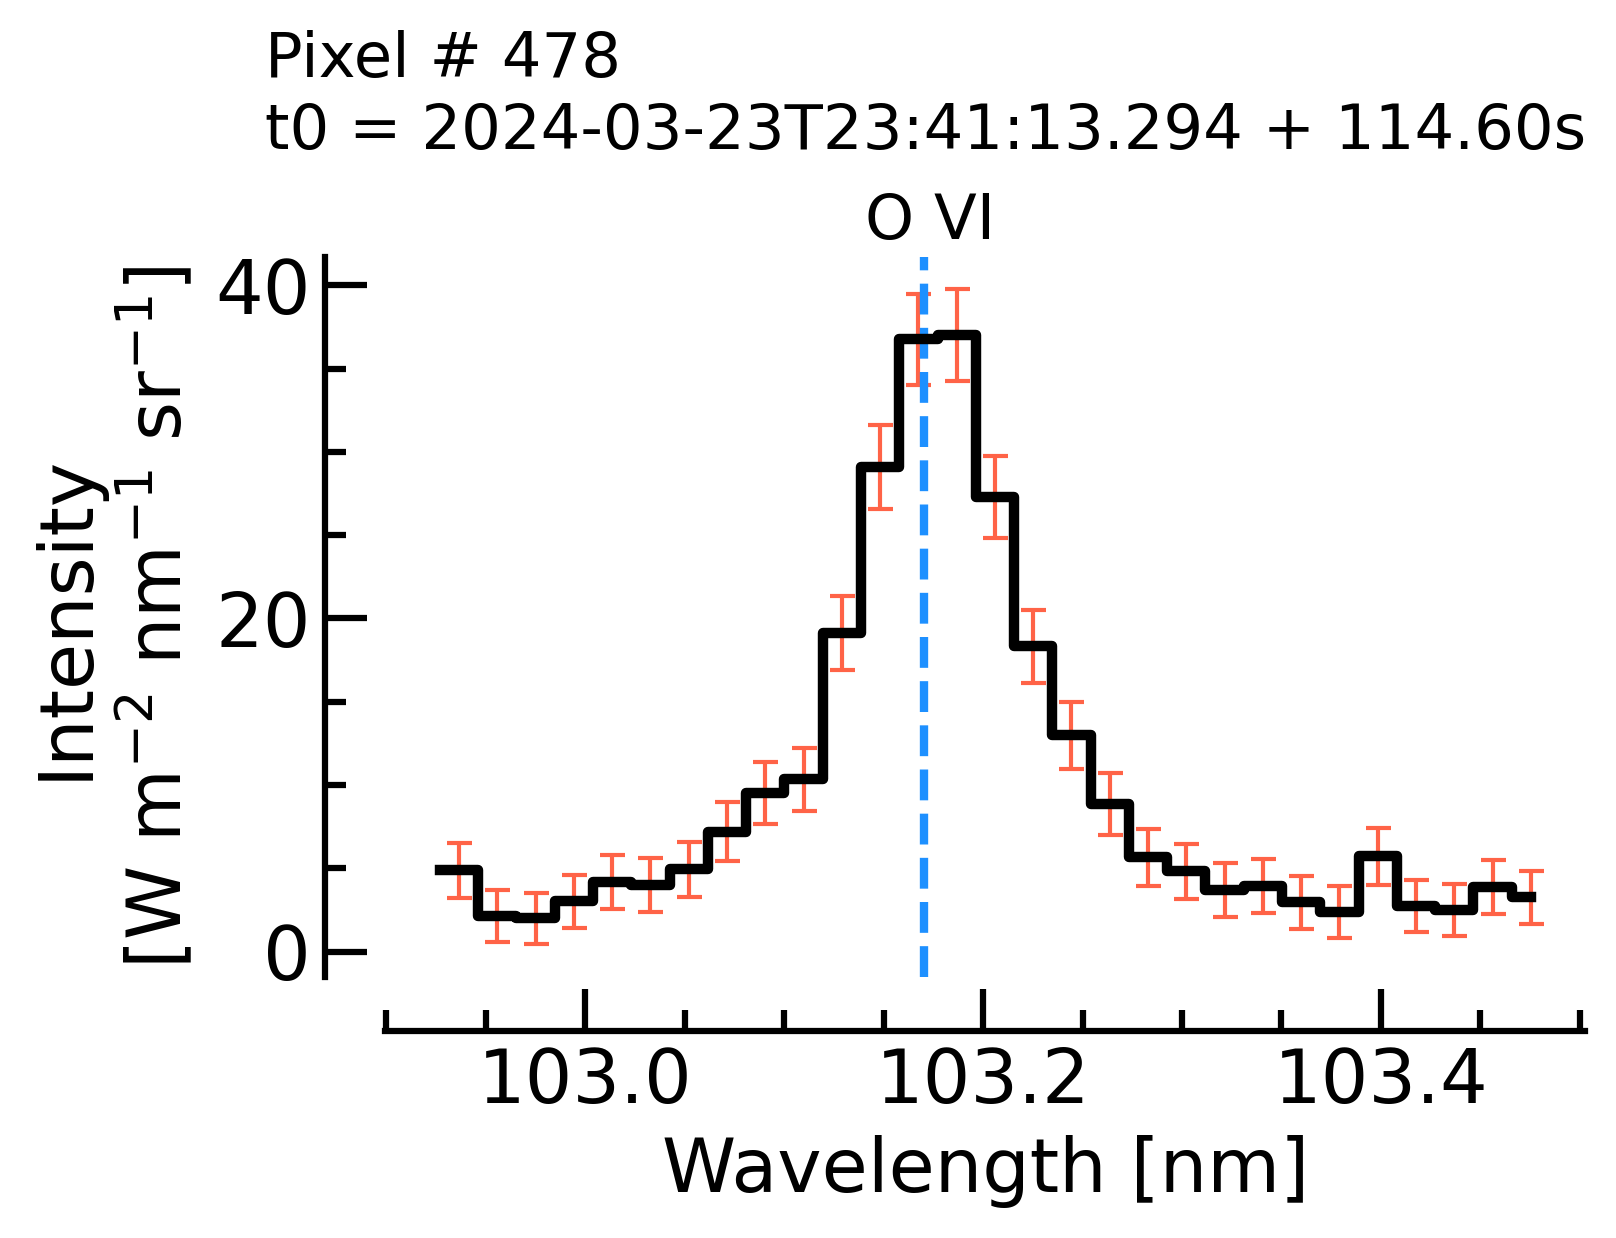 Pixel # 478
t0 = 2024-03-23T23:41:13.294 + 114.60s
O VI
Intensity
[W m⁻² nm⁻¹ sr⁻¹]
40
20
0
103.0 103.2 103.4
Wavelength [nm]